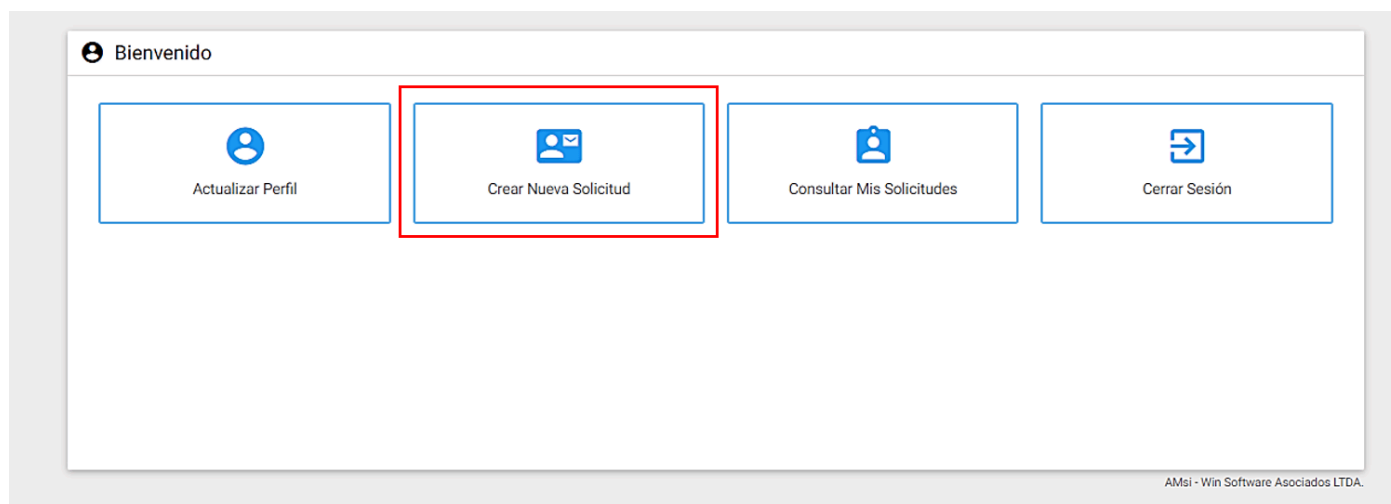 Bienvenido
Actualizar Perfil
Crear Nueva Solicitud
Consultar Mis Solicitudes
Cerrar Sesión
AMsi - Win Software Asociados LTDA.